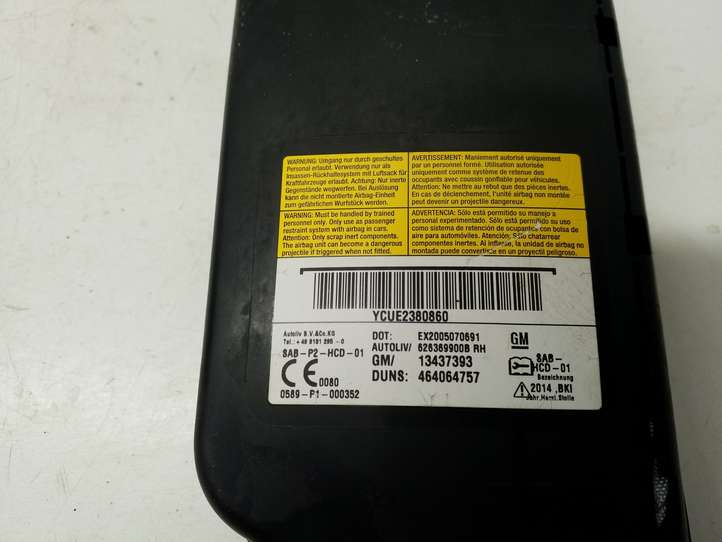 WARNUNG: Umgang nur durch geschultes
Personal erlaubt. Verwendung nur als
Insassen-Rückhaltesystem mit Luftsack für
Kraftfahrzeuge erlaubt. Achtung: Nur inerte
Gegenstände wegwerfen. Bei Auslösung
kann die nicht montierte Airbag-Einheit
zum gefährlichen Wurfstück werden.
AVERTISSEMENT: Maniement autorisé uniquement
par un personnel formé. Utilisation autorisée
uniquement comme système de retenue des
occupants avec coussin gonflable pour véhicules.
Attention: Ne mettre au rebut que des pièces inertes.
En cas de déclenchement, l'unité airbag non montée
peut devenir un projectile dangereux.
WARNING: Must be handled by trained
personnel only. Use only as passenger
restraint system with airbag in cars.
Attention: Only scrap inert components.
The airbag unit can become a dangerous
projectile if triggered when not fitted.
ADVERTENCIA: Sólo está permitido su manejo a
personal experimentado. Sólo está permitido su uso
como sistema de retención de ocupantes con bolsa de
aire para automóviles. Atención, Sólo chatarrear
componentes inertes. Al inflarse, la unidad de airbag no
montada puede convertirse en un proyectil peligroso.
YCUE2380860
Autoliv B.V.&Co.KG
SAB-P2-HCD-01
0080
0589-P1-000352
DOT: EX2005070691
AUTOLIV/ 626369900B RH
GM/ 13437393
DUNS: 464064757
GM
SAB-
HCD-01
Bezeichnung
2014 ,BKI
Jahr,Herst.Stelle